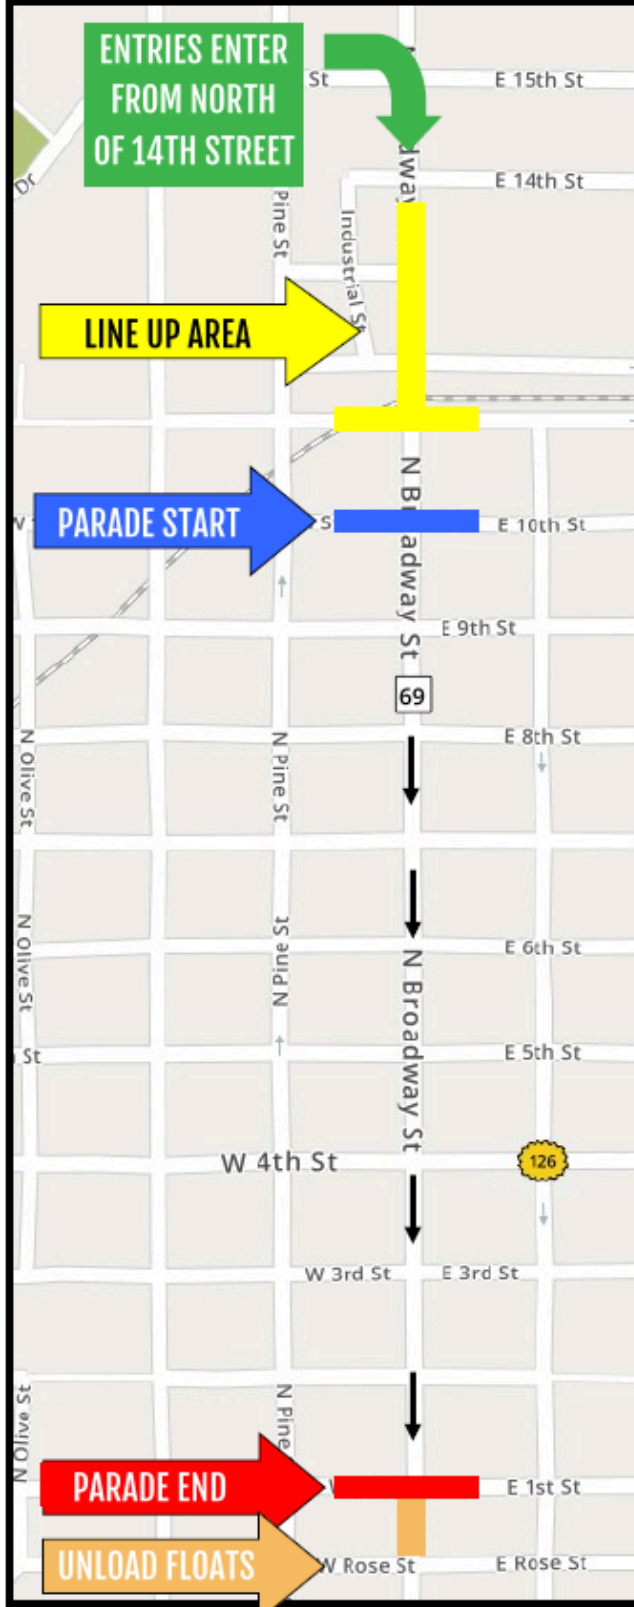 ENTRIES ENTER
FROM NORTH
OF 14TH STREET
St
E 15th St
Dr
dway
E 14th St
Pine St
Industrial St
LINE UP AREA
N Broadway St
PARADE START
W
S
E 10th St
E 9th St
69
E 8th St
N Olive St
N Pine St
N Olive St
N Pine St
E 6th St
N Broadway St
St
E 5th St
W 4th St
126
W 3rd St
E 3rd St
N Olive St
N Pine
PARADE END
E 1st St
UNLOAD FLOATS
W Rose St
E Rose St